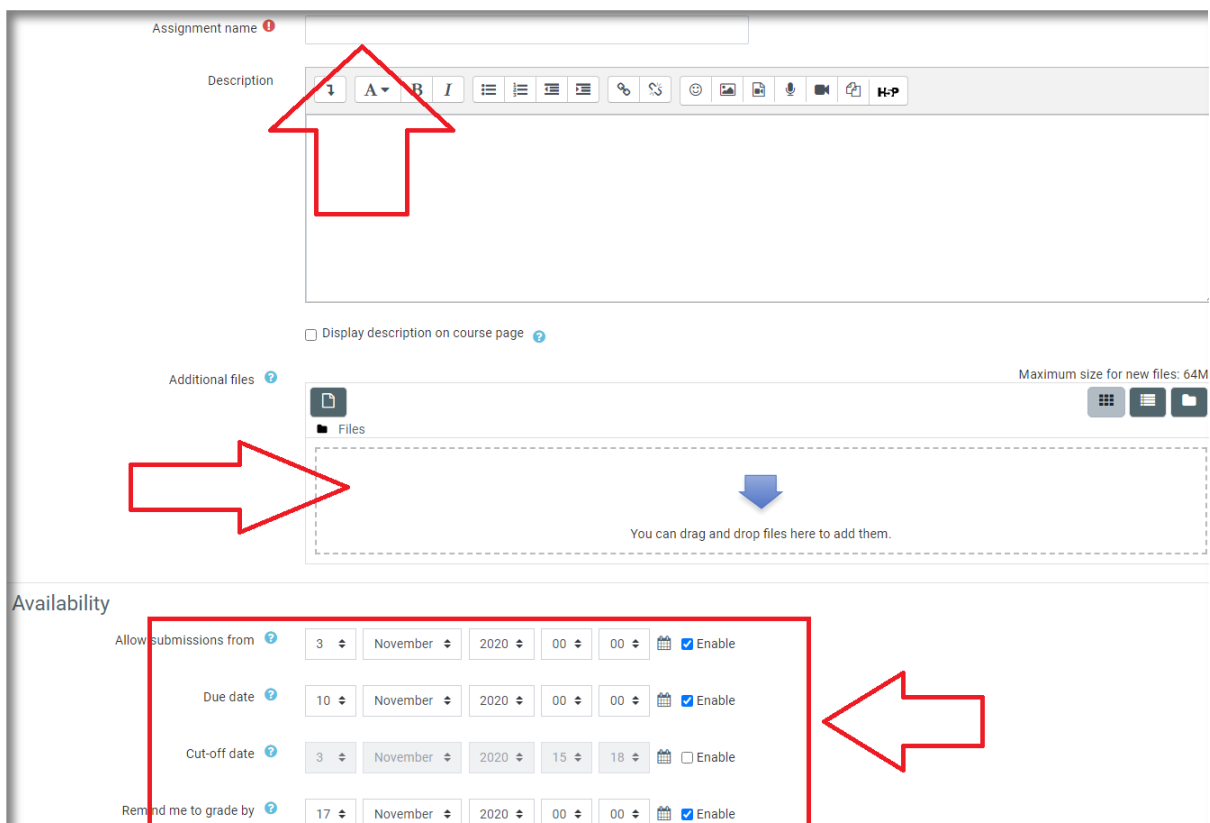 Assignment name
Description
A B I H-P
Display description on course page
Additional files
Maximum size for new files: 64M
Files
You can drag and drop files here to add them.
Availability
Allow submissions from 3 November 2020 00 00 Enable
Due date 10 November 2020 00 00 Enable
Cut-off date 3 November 2020 15 18 Enable
Remind me to grade by 17 November 2020 00 00 Enable